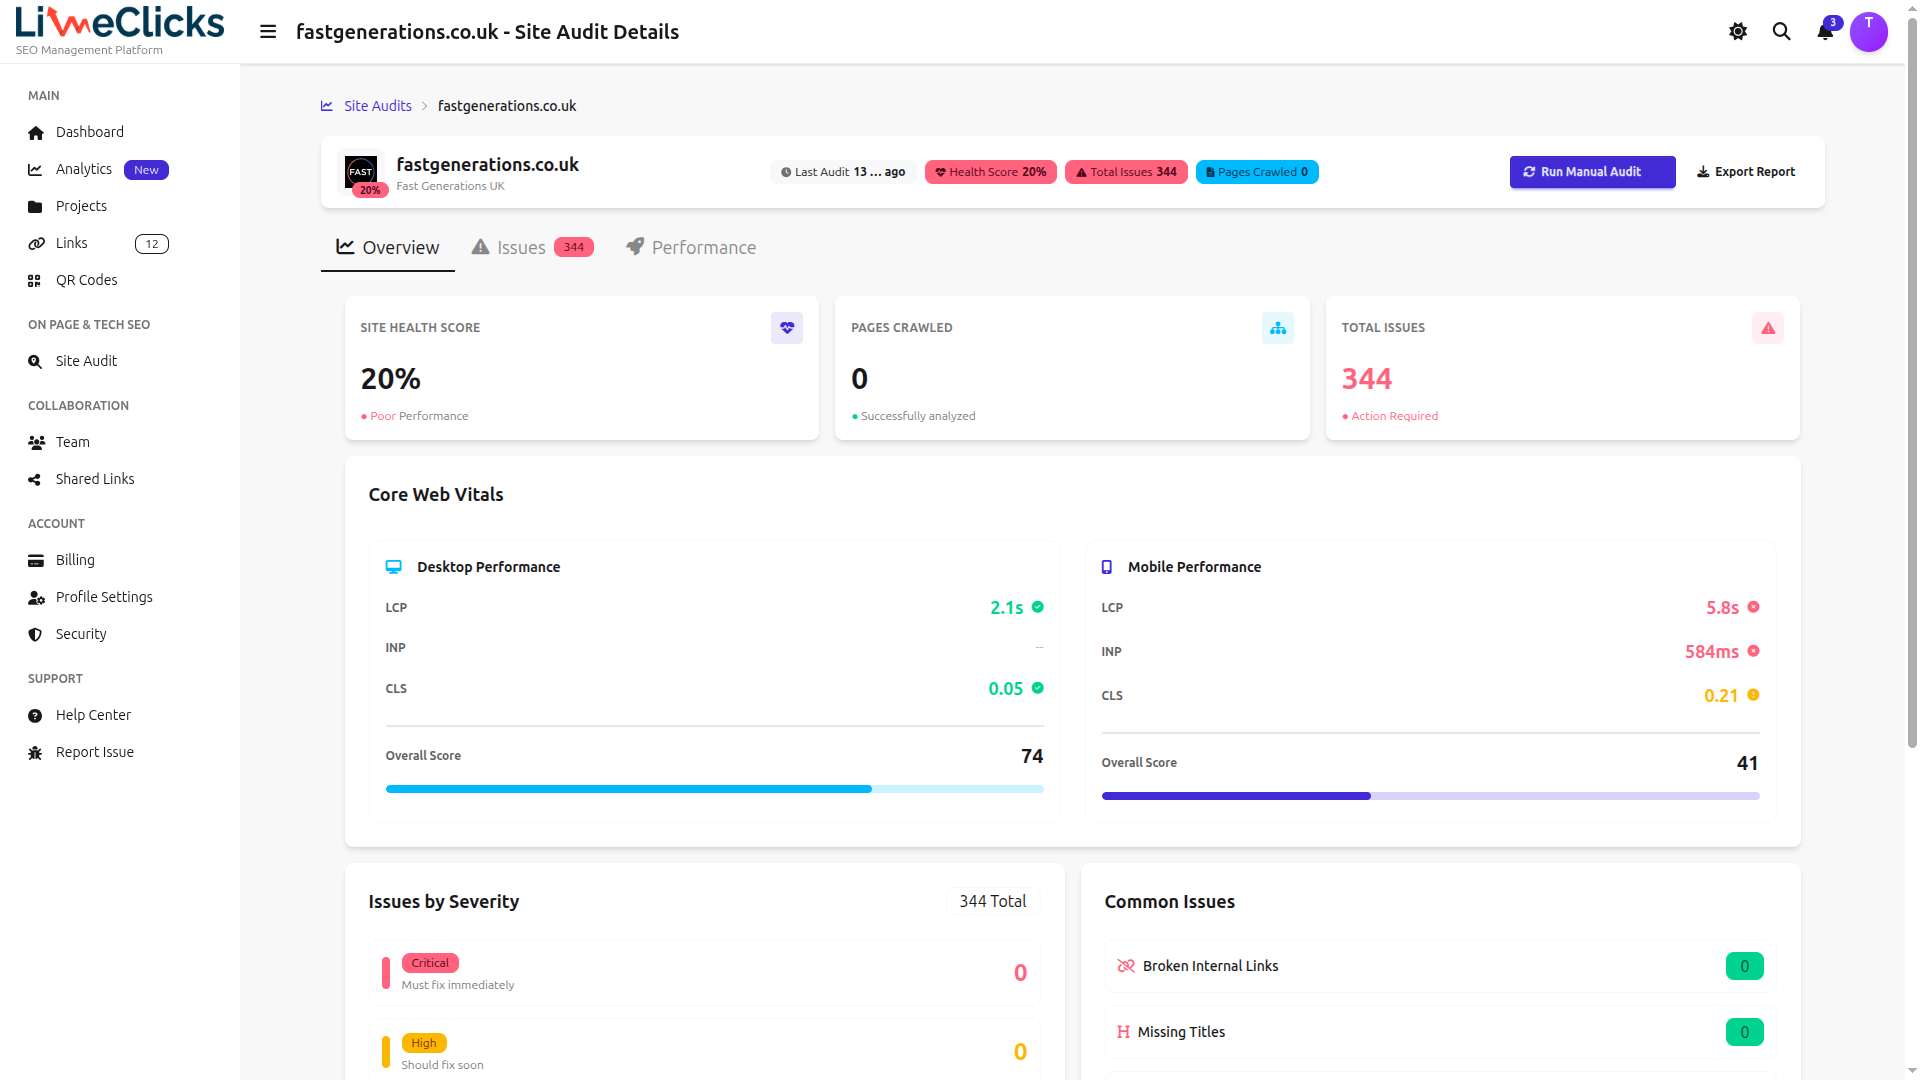 LimeClicks
SEO Management Platform
fastgenerations.co.uk - Site Audit Details
3
T
MAIN
Dashboard
Analytics New
Projects
Links 12
QR Codes
ON PAGE & TECH SEO
Site Audit
COLLABORATION
Team
Shared Links
ACCOUNT
Billing
Profile Settings
Security
SUPPORT
Help Center
Report Issue
Site Audits > fastgenerations.co.uk
FAST
20%
fastgenerations.co.uk
Fast Generations UK
Last Audit 13 ... ago
Health Score 20%
Total Issues 344
Pages Crawled 0
Run Manual Audit
Export Report
Overview
Issues 344
Performance
SITE HEALTH SCORE
20%
Poor Performance
PAGES CRAWLED
0
Successfully analyzed
TOTAL ISSUES
344
Action Required
Core Web Vitals
Desktop Performance
LCP 2.1s
INP --
CLS 0.05
Overall Score 74
Mobile Performance
LCP 5.8s
INP 584ms
CLS 0.21
Overall Score 41
Issues by Severity 344 Total
Critical
Must fix immediately
0
High
Should fix soon
0
Common Issues
Broken Internal Links 0
Missing Titles 0